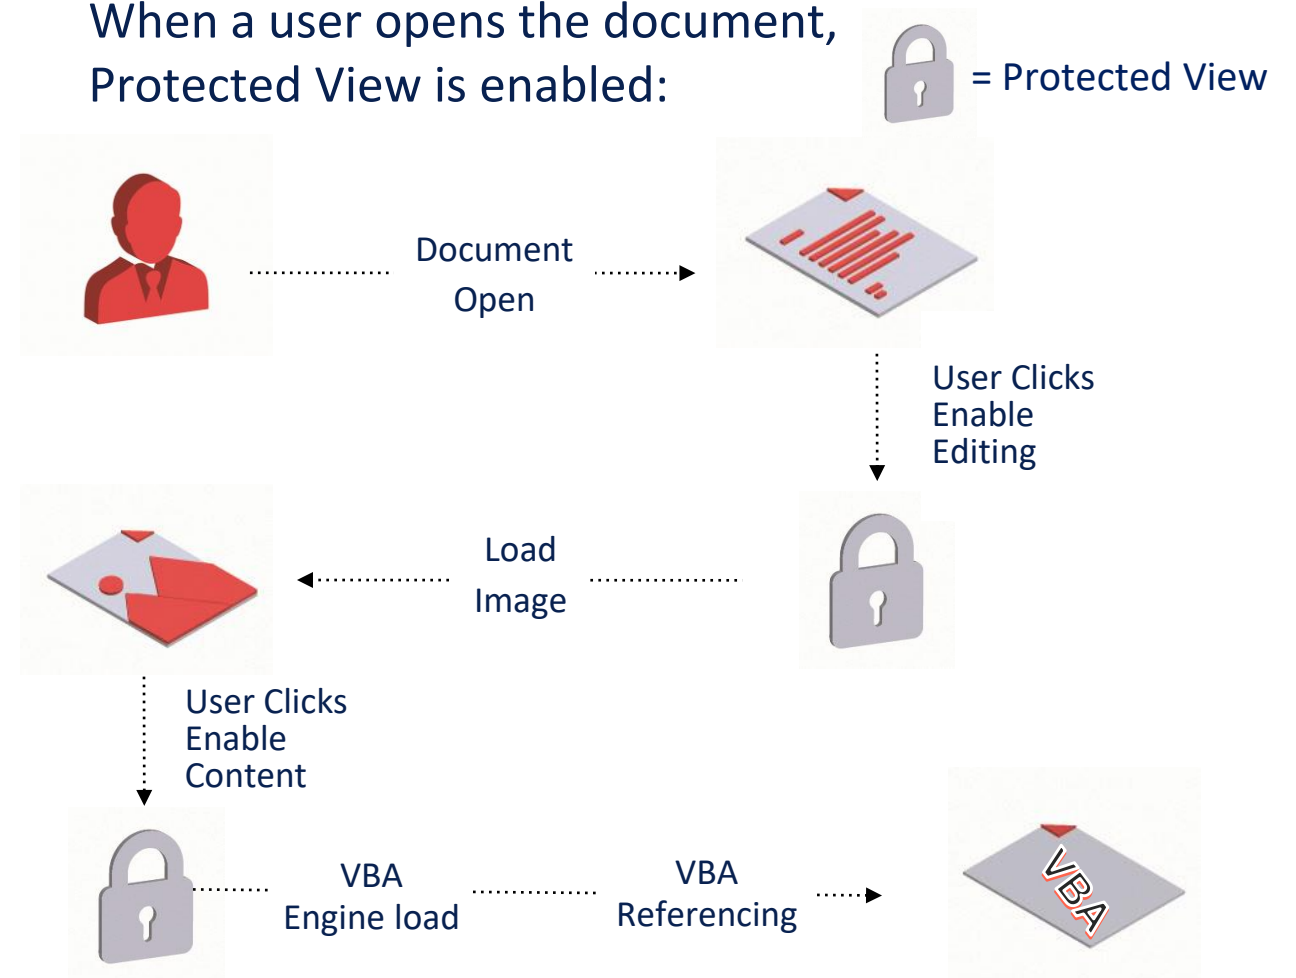 When a user opens the document,
Protected View is enabled:
= Protected View
Document
Open
User Clicks
Enable
Editing
Load
Image
User Clicks
Enable
Content
VBA
Engine load
VBA
Referencing
VBA